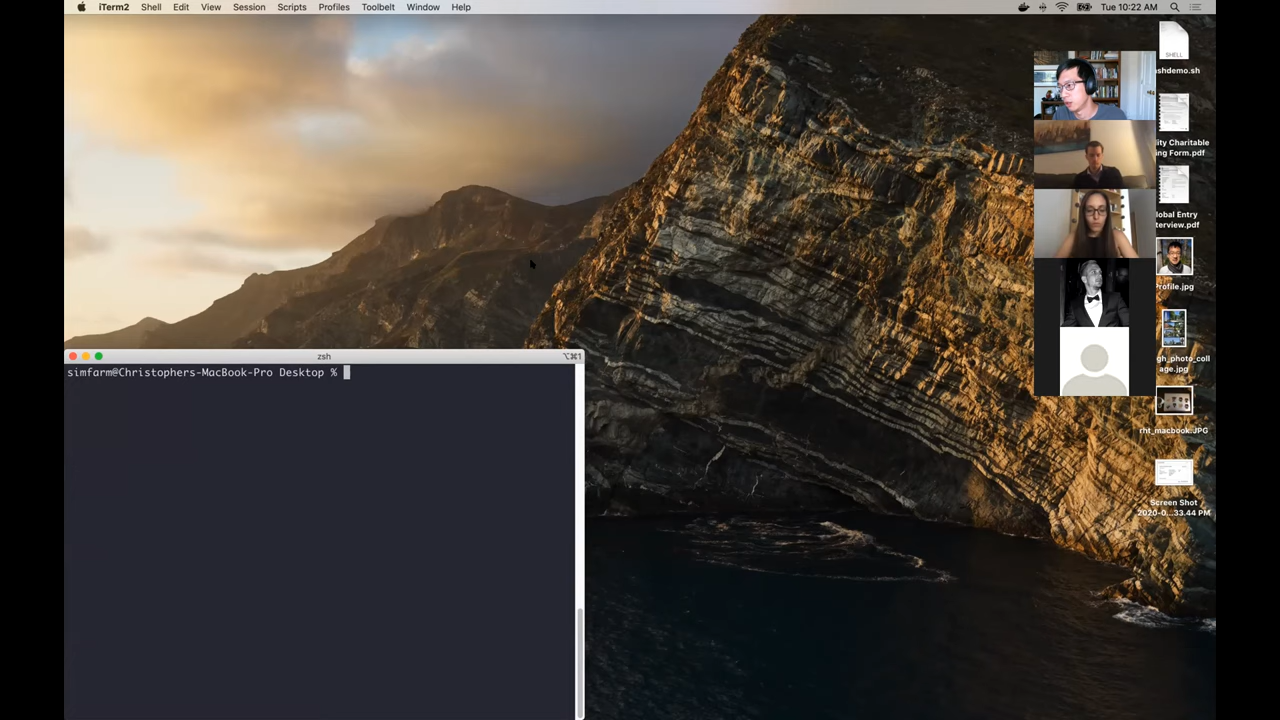 iTerm2 Shell Edit View Session Scripts Profiles Toolbelt Window Help Tue 10:22 AM
SHELL
shdemo.sh
ity Charitable
ing Form.pdf
lobal Entry
terview.pdf
Profile.jpg
gh_photo_coll
age.jpg
rht_macbook.JPG
Screen Shot
2020-0...33.44 PM
zsh ⌥⌘1
simfarm@Christophers-MacBook-Pro Desktop %